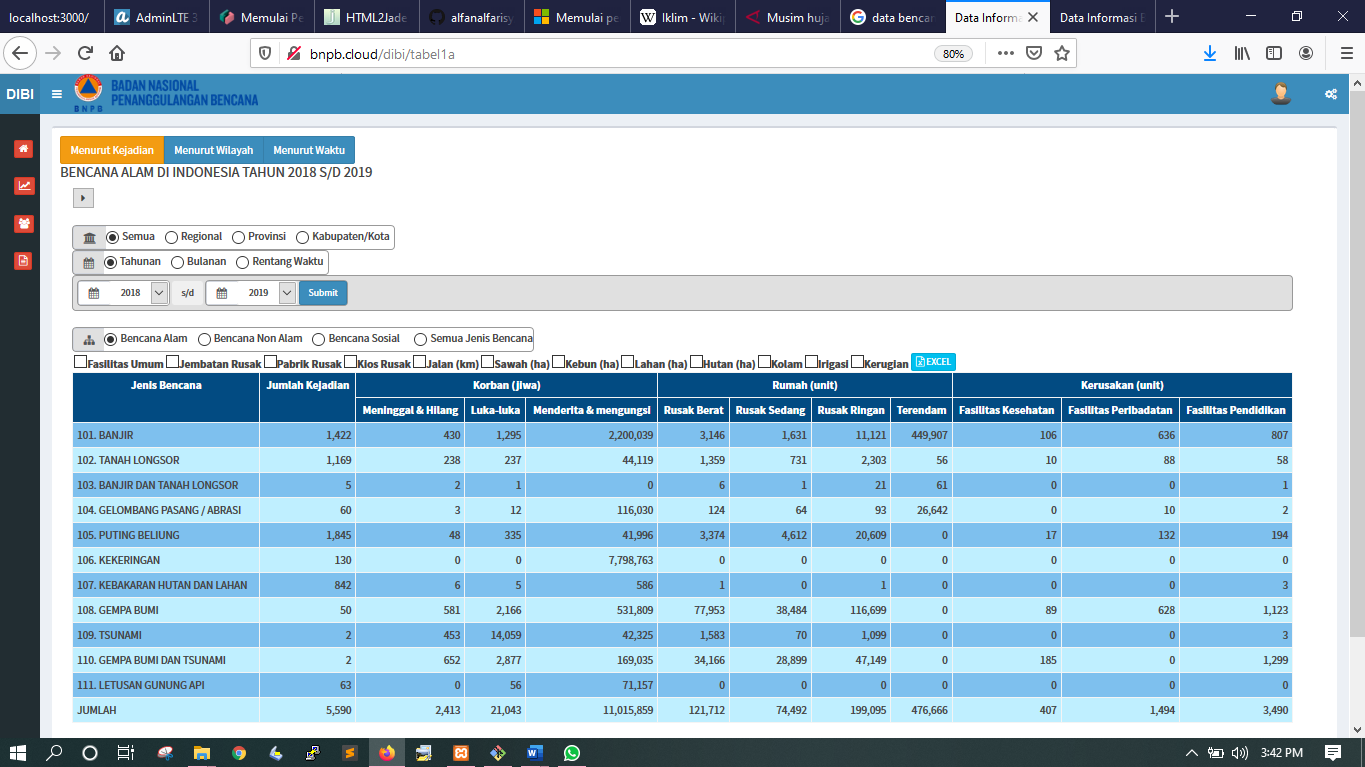 localhost:3000/
AdminLTE 3
Memulai Pe
HTML2Jade
alfanalfarisy
Memulai pe
Iklim - Wikip
Musim huja
data bencan
Data Informa
Data Informasi B
bnpb.cloud/dibi/tabel1a
80%
DIBI
BNPB
BADAN NASIONAL
PENANGGULANGAN BENCANA
Menurut Kejadian Menurut Wilayah Menurut Waktu
BENCANA ALAM DI INDONESIA TAHUN 2018 S/D 2019
Semua Regional Provinsi Kabupaten/Kota
Tahunan Bulanan Rentang Waktu
2018 s/d 2019 Submit
Bencana Alam Bencana Non Alam Bencana Sosial Semua Jenis Bencana
Fasilitas Umum Jembatan Rusak Pabrik Rusak Kios Rusak Jalan (km) Sawah (ha) Kebun (ha) Lahan (ha) Hutan (ha) Kolam Irigasi Kerugian EXCEL
Jenis Bencana Jumlah Kejadian Korban (jiwa) Rumah (unit) Kerusakan (unit)
Meninggal & Hilang Luka-luka Menderita & mengungsi Rusak Berat Rusak Sedang Rusak Ringan Terendam Fasilitas Kesehatan Fasilitas Peribadatan Fasilitas Pendidikan
101. BANJIR 1,422 430 1,295 2,200,039 3,146 1,631 11,121 449,907 106 636 807
102. TANAH LONGSOR 1,169 238 237 44,119 1,359 731 2,303 56 10 88 58
103. BANJIR DAN TANAH LONGSOR 5 2 1 0 6 1 21 61 0 0 1
104. GELOMBANG PASANG / ABRASI 60 3 12 116,030 124 64 93 26,642 0 10 2
105. PUTING BELIUNG 1,845 48 335 41,996 3,374 4,612 20,609 0 17 132 194
106. KEKERINGAN 130 0 0 7,798,763 0 0 0 0 0 0 0
107. KEBAKARAN HUTAN DAN LAHAN 842 6 5 586 1 0 1 0 0 0 3
108. GEMPA BUMI 50 581 2,166 531,809 77,953 38,484 116,699 0 89 628 1,123
109. TSUNAMI 2 453 14,059 42,325 1,583 70 1,099 0 0 0 3
110. GEMPA BUMI DAN TSUNAMI 2 652 2,877 169,035 34,166 28,899 47,149 0 185 0 1,299
111. LETUSAN GUNUNG API 63 0 56 71,157 0 0 0 0 0 0 0
JUMLAH 5,590 2,413 21,043 11,015,859 121,712 74,492 199,095 476,666 407 1,494 3,490
3:42 PM